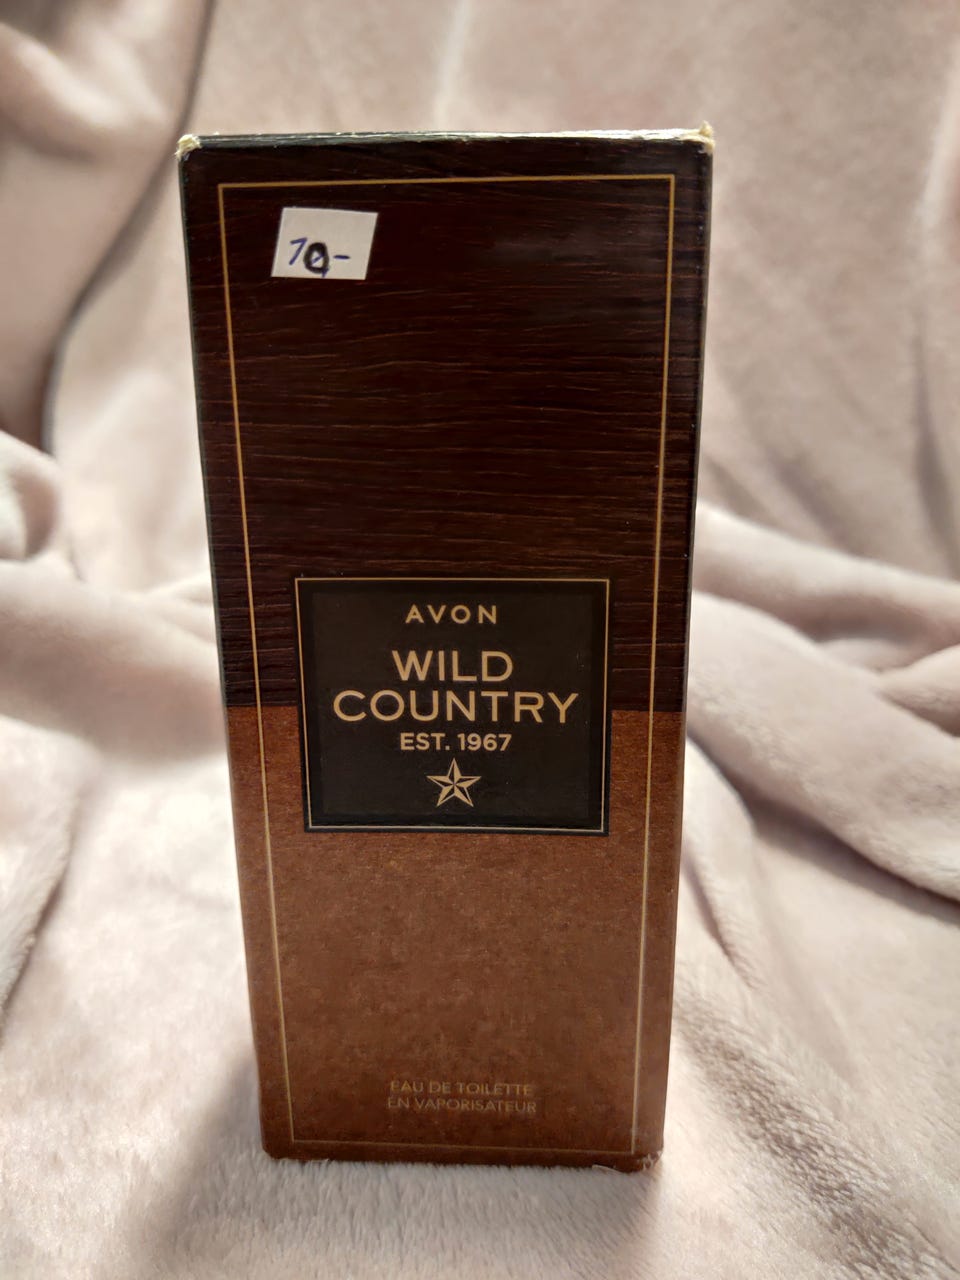 10,-
AVON
WILD
COUNTRY
EST. 1967
EAU DE TOILETTE
EN VAPORISATEUR